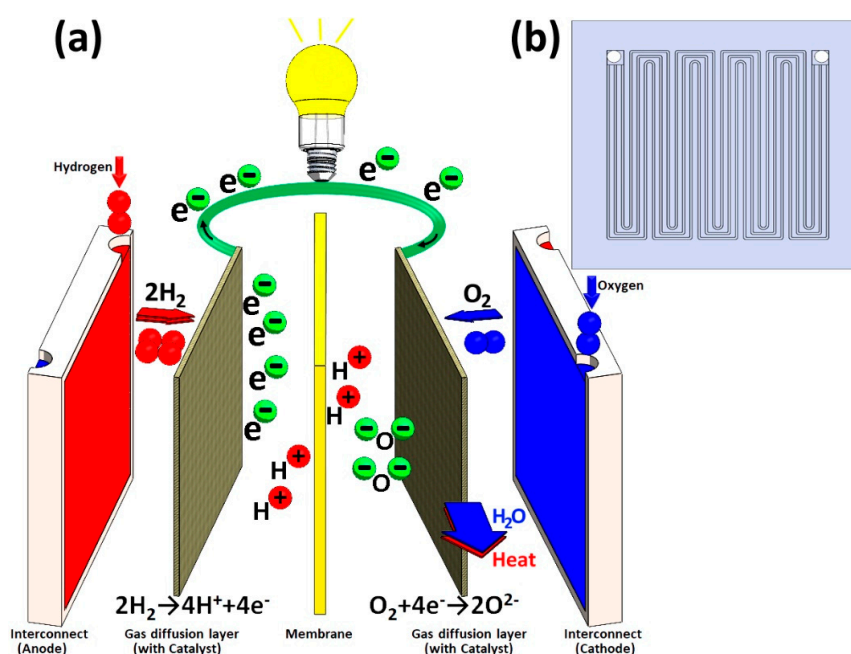 (a)
(b)
Hydrogen
e⁻
e⁻
e⁻
e⁻
2H₂
O₂
Oxygen
e⁻
e⁻
e⁻
e⁻
H+
H+
H+
H+
O
O
H₂O
Heat
2H₂→4H⁺+4e⁻
O₂+4e⁻→2O²⁻
Interconnect
(Anode)
Gas diffusion layer
(with Catalyst)
Membrane
Gas diffusion layer
(with Catalyst)
Interconnect
(Cathode)